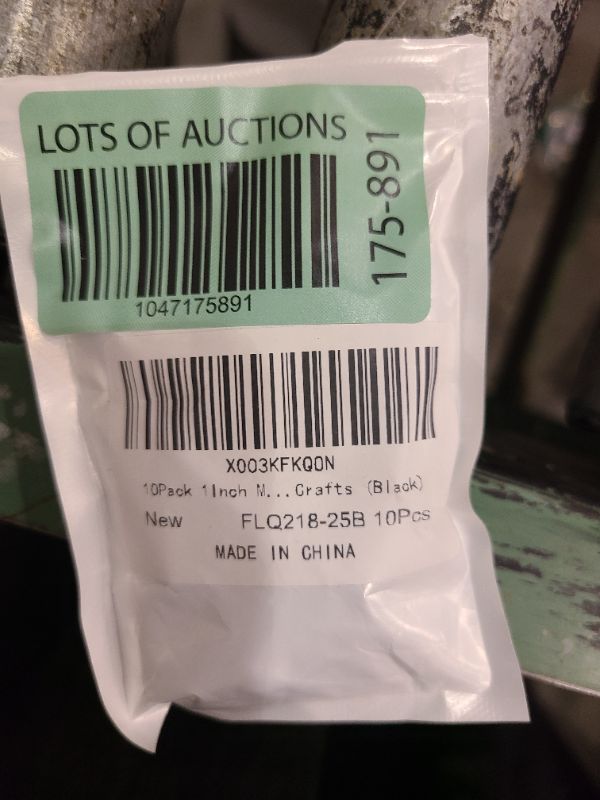 LOTS OF AUCTIONS
175-891
1047175891
X003KFKQ0N
10Pack 1Inch M...Crafts (Black)
New FLQ218-25B 10Pcs
MADE IN CHINA